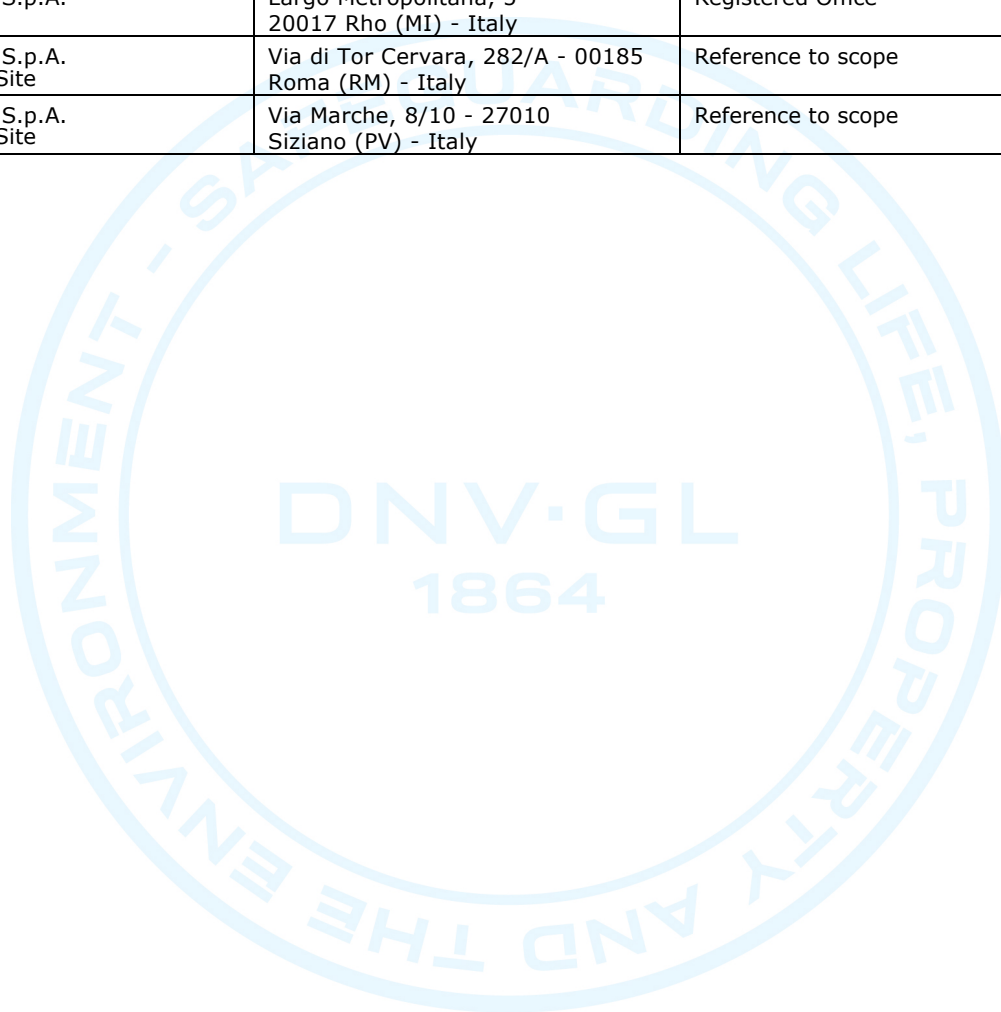 S.p.A.
Largo Metropolitana, 5
Registered Office
20017 Rho (MI) - Italy
S.p.A.
Site
Via di Tor Cervara, 282/A - 00185
Roma (RM) - Italy
Reference to scope
S.p.A.
Site
Via Marche, 8/10 - 27010
Siziano (PV) - Italy
Reference to scope
SAFEGUARDING LIFE, PROPERTY AND THE ENVIRONMENT -
DNV·GL
1864